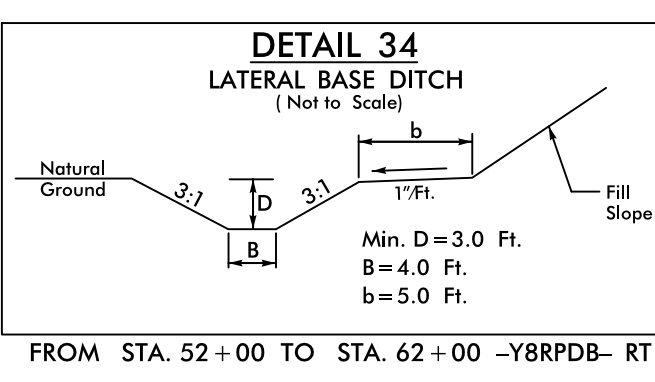 DETAIL 34
LATERAL BASE DITCH
( Not to Scale)
b
Natural
Ground
3:1
D
3:1
1"/Ft.
B
Fill
Slope
Min. D=3.0 Ft.
B=4.0 Ft.
b=5.0 Ft.
FROM STA. 52+00 TO STA. 62+00 -Y8RPDB- RT